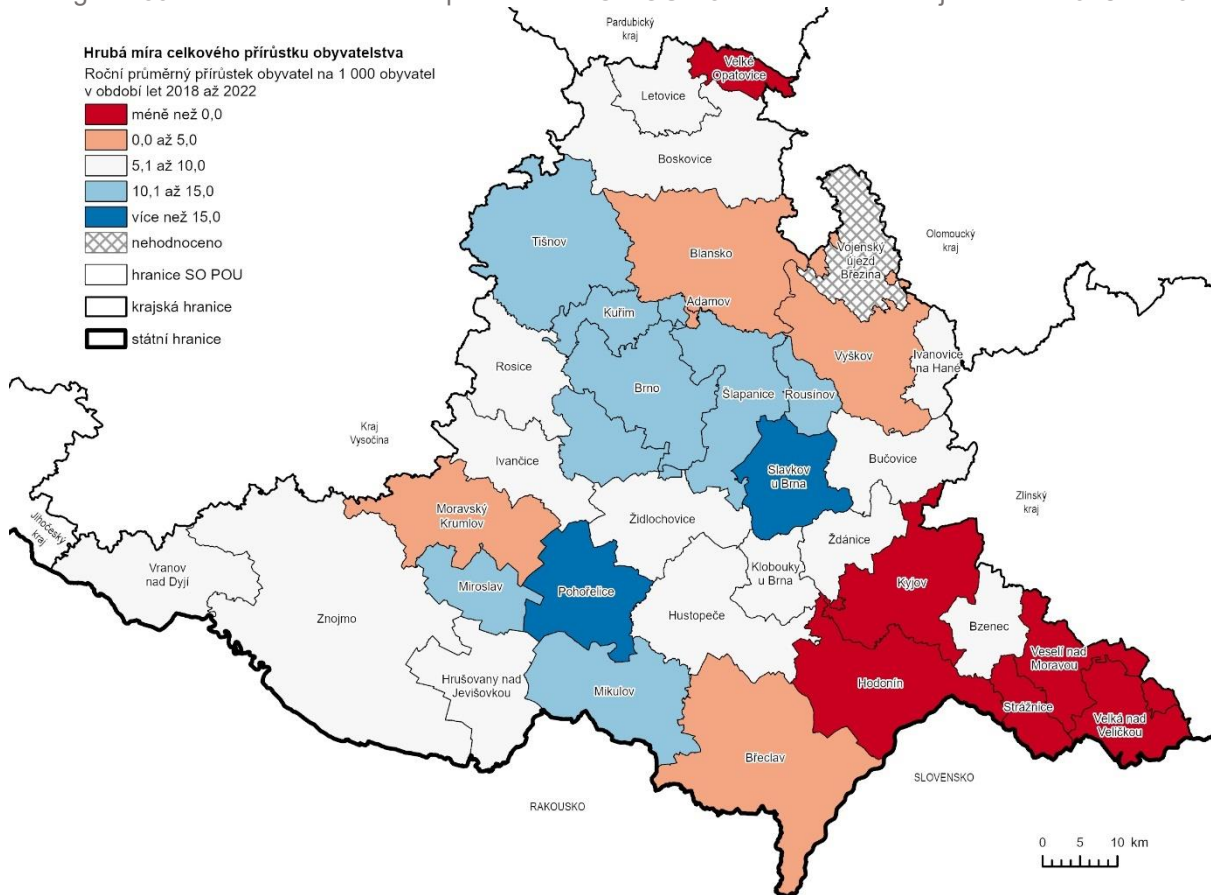 Hrubá míra celkového přírůstku obyvatelstva
Roční průměrný přírůstek obyvatel na 1 000 obyvatel
v období let 2018 až 2022
méně než 0,0
0,0 až 5,0
5,1 až 10,0
10,1 až 15,0
více než 15,0
nehodnoceno
hranice SO POU
krajská hranice
státní hranice
Pardubický
kraj
Velké
Opatovice
Letovice
Boskovice
Olomoucký
kraj
Vojenský
újezd
Březina
Tišnov
Blansko
Adamov
Kuřim
Vyškov
Ivanovice
na Hané
Rosice
Brno
Šlapanice
Rousínov
Kraj
Vysočina
Ivančice
Slavkov
u Brna
Bučovice
Zlínský
kraj
Moravský
Krumlov
Židlochovice
Ždánice
Jihočeský
kraj
Vranov
nad Dyjí
Miroslav
Pohořelice
Klobouky
u Brna
Kyjov
Znojmo
Hustopeče
Bzenec
Veselí nad
Moravou
Hrušovany nad
Jevišovkou
Mikulov
Hodonín
Strážnice
Velká nad
Veličkou
Břeclav
SLOVENSKO
RAKOUSKO
0 5 10 km